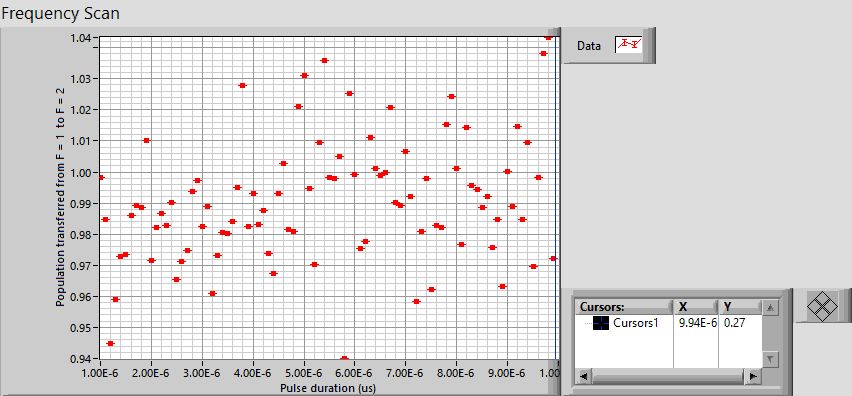 Frequency Scan
Data
Population transferred from F = 1 to F = 2
1.04
1.03
1.02
1.01
1.00
0.99
0.98
0.97
0.96
0.95
0.94
1.00E-6 2.00E-6 3.00E-6 4.00E-6 5.00E-6 6.00E-6 7.00E-6 8.00E-6 9.00E-6 1.00
Pulse duration (us)
Cursors: X Y
Cursors1 9.94E-6 0.27